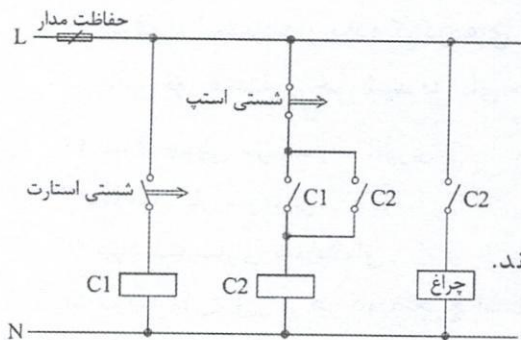 حفاظت مدار
L
شستی استپ
شستی استارت
C1
C2
C2
C1
C2
چراغ
ند.
N